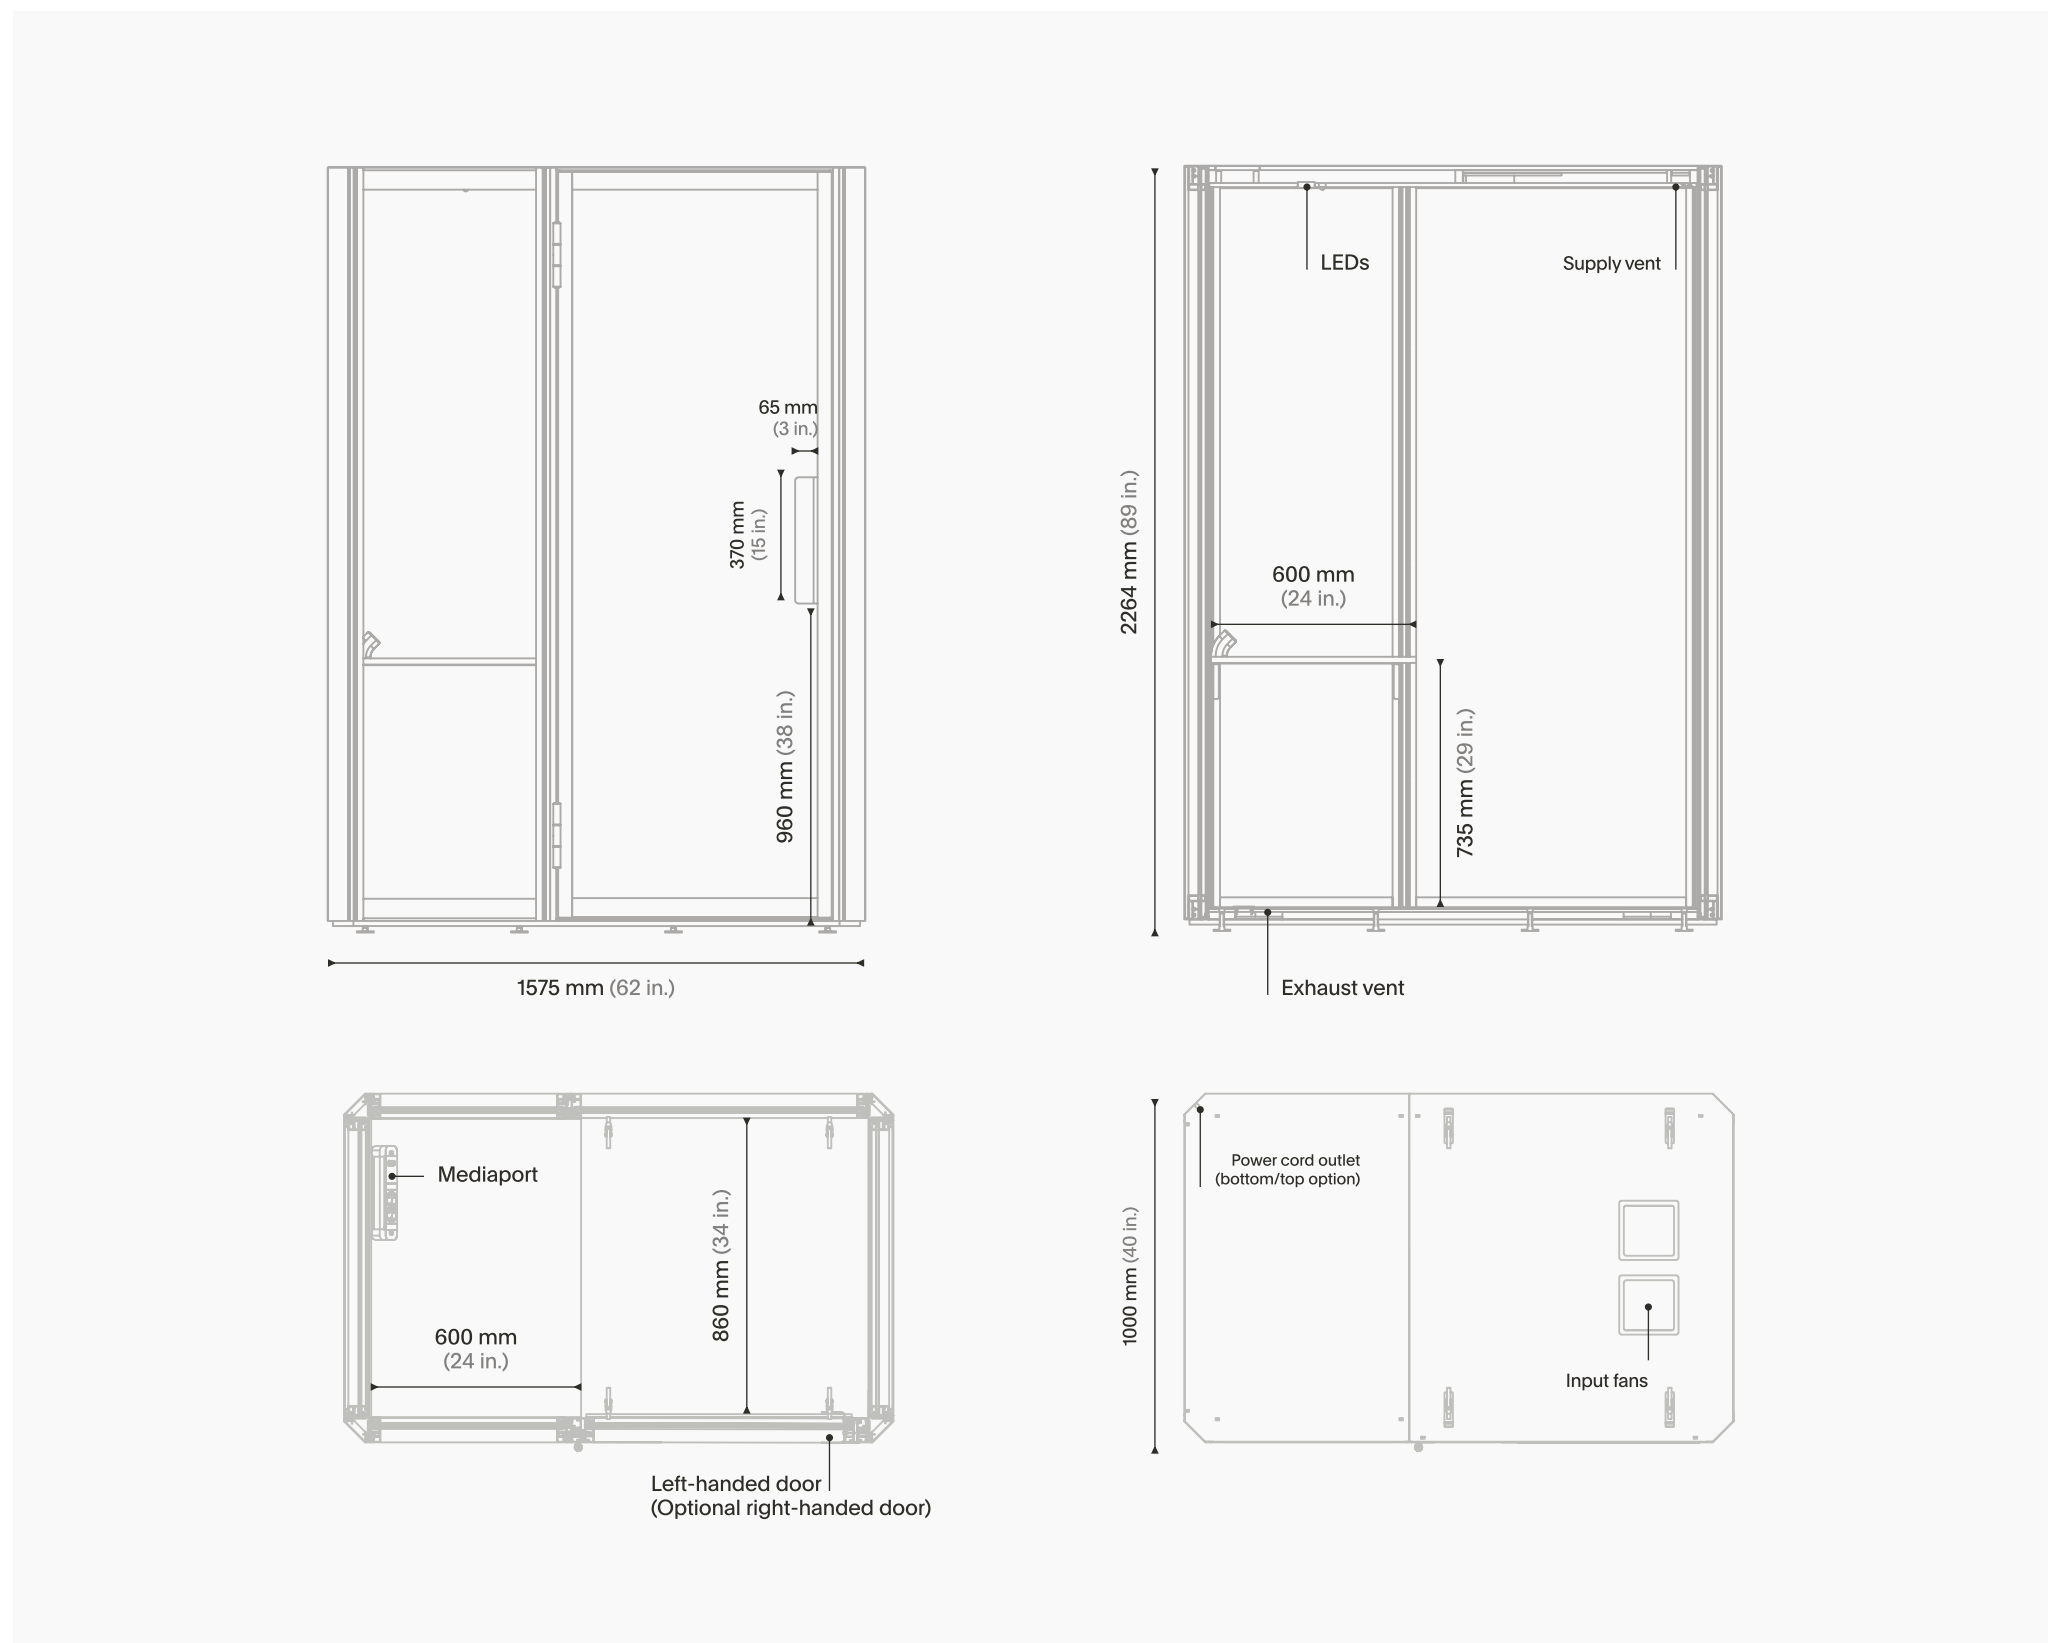 LEDs
Supply vent
65 mm
(3 in.)
370 mm
(15 in.)
2264 mm (89 in.)
600 mm
(24 in.)
960 mm (38 in.)
735 mm (29 in.)
1575 mm (62 in.)
Exhaust vent
Mediaport
Power cord outlet
(bottom/top option)
860 mm (34 in.)
1000 mm (40 in.)
600 mm
(24 in.)
Input fans
Left-handed door
(Optional right-handed door)